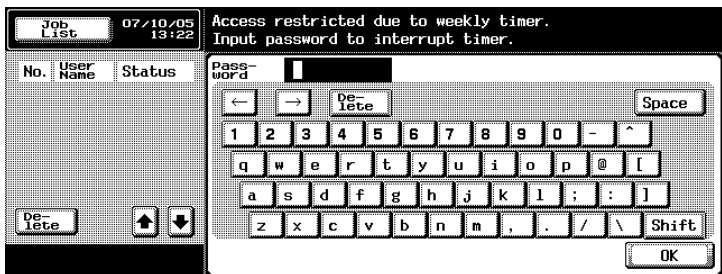 Job List
07/10/05
13:22
Access restricted due to weekly timer.
Input password to interrupt timer.
No. User Name Status
Pass-
word
← → De-
lete Space
1 2 3 4 5 6 7 8 9 0 - ^
q w e r t y u i o p @ [
a s d f g h j k l ; : ]
z x c v b n m , . / \ Shift
De-
lete
OK